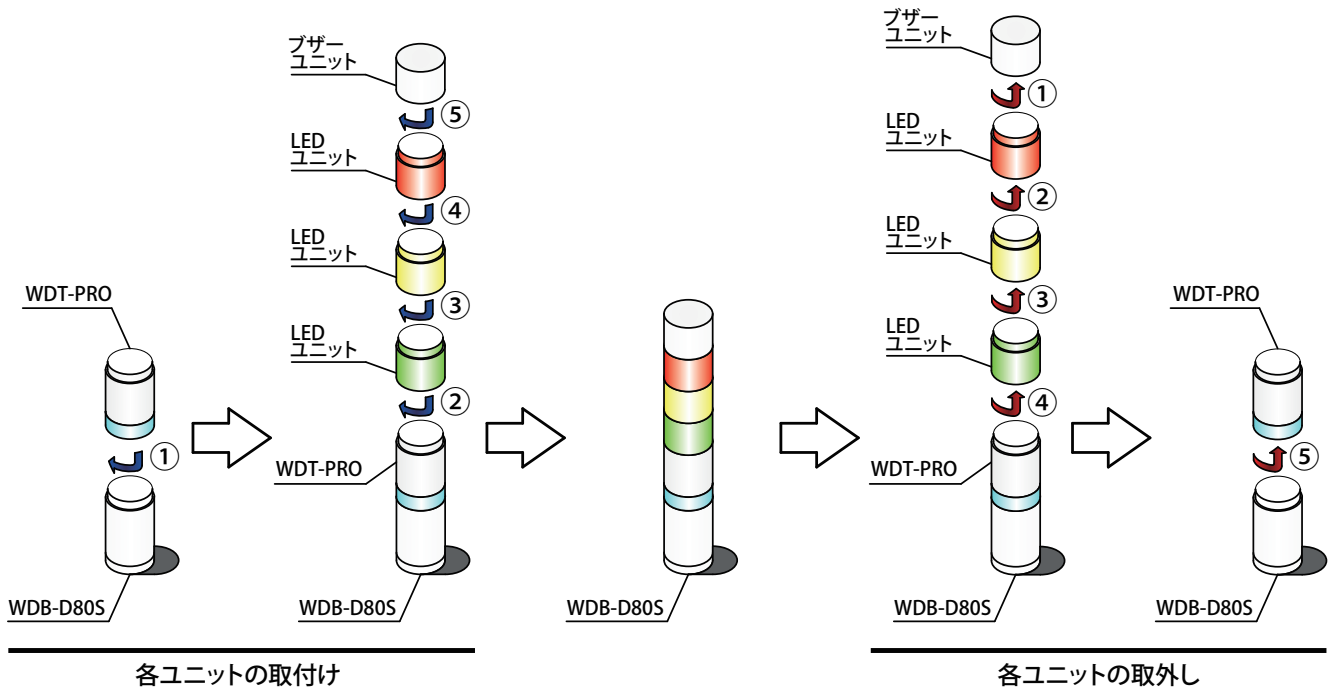 WDT-PRO
①
WDB-D80S
ブザー
ユニット
⑤
LED
ユニット
④
LED
ユニット
③
LED
ユニット
②
WDT-PRO
WDB-D80S
各ユニットの取付け
WDB-D80S
ブザー
ユニット
①
LED
ユニット
②
LED
ユニット
③
LED
ユニット
④
WDT-PRO
WDB-D80S
WDT-PRO
⑤
WDB-D80S
各ユニットの取外し